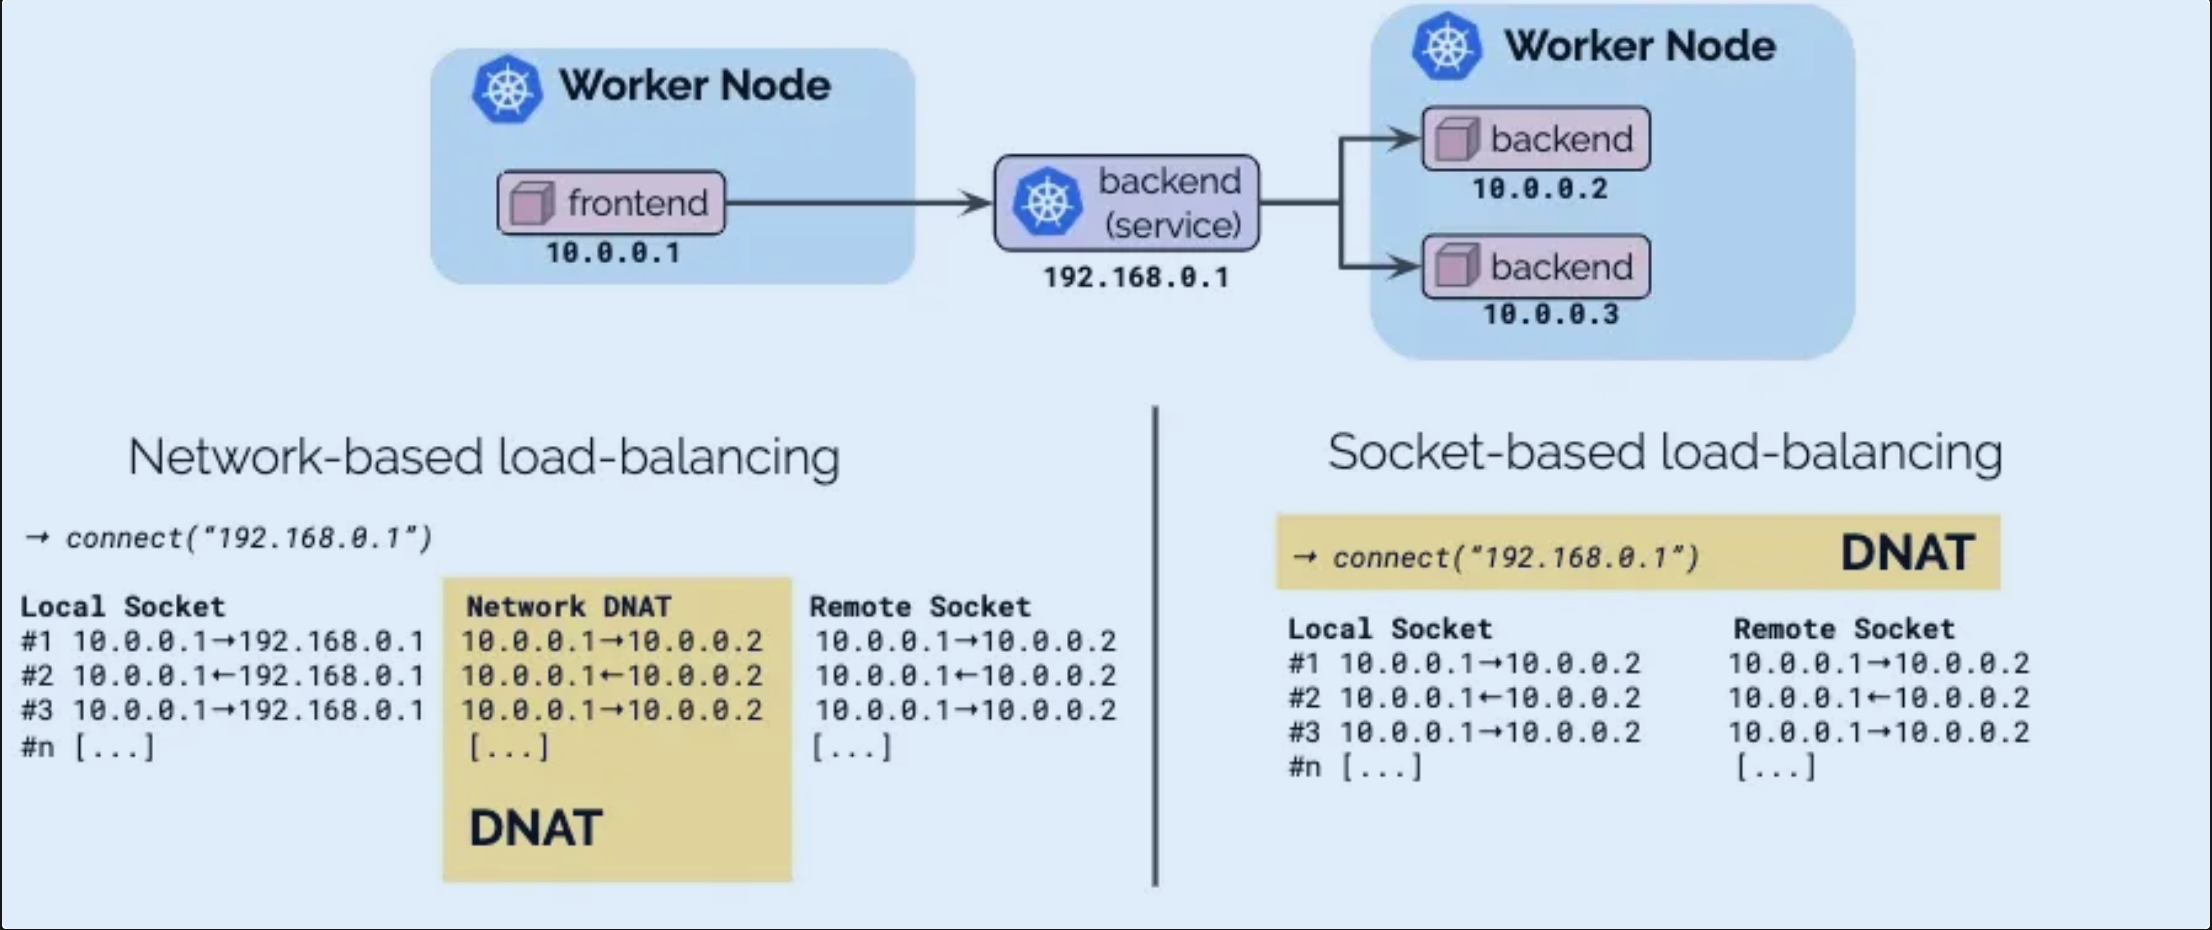 Worker Node
frontend
10.0.0.1
backend
(service)
192.168.0.1
Worker Node
backend
10.0.0.2
backend
10.0.0.3
Network-based load-balancing
→ connect(“192.168.0.1”)
Local Socket Network DNAT Remote Socket
#1 10.0.0.1→192.168.0.1 10.0.0.1→10.0.0.2 10.0.0.1→10.0.0.2
#2 10.0.0.1←192.168.0.1 10.0.0.1←10.0.0.2 10.0.0.1←10.0.0.2
#3 10.0.0.1→192.168.0.1 10.0.0.1→10.0.0.2 10.0.0.1→10.0.0.2
#n [...] [...] [...]
DNAT
Socket-based load-balancing
→ connect(“192.168.0.1”) DNAT
Local Socket Remote Socket
#1 10.0.0.1→10.0.0.2 10.0.0.1→10.0.0.2
#2 10.0.0.1←10.0.0.2 10.0.0.1←10.0.0.2
#3 10.0.0.1→10.0.0.2 10.0.0.1→10.0.0.2
#n [...] [...]